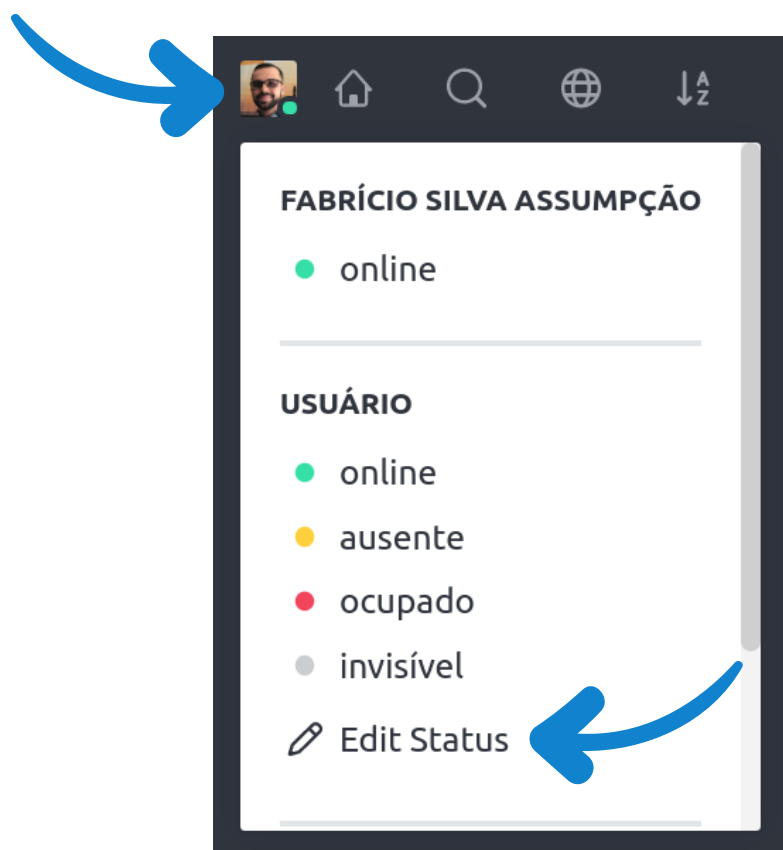 A
Z
FABRÍCIO SILVA ASSUMPÇÃO
online
USUÁRIO
online
ausente
ocupado
invisível
Edit Status